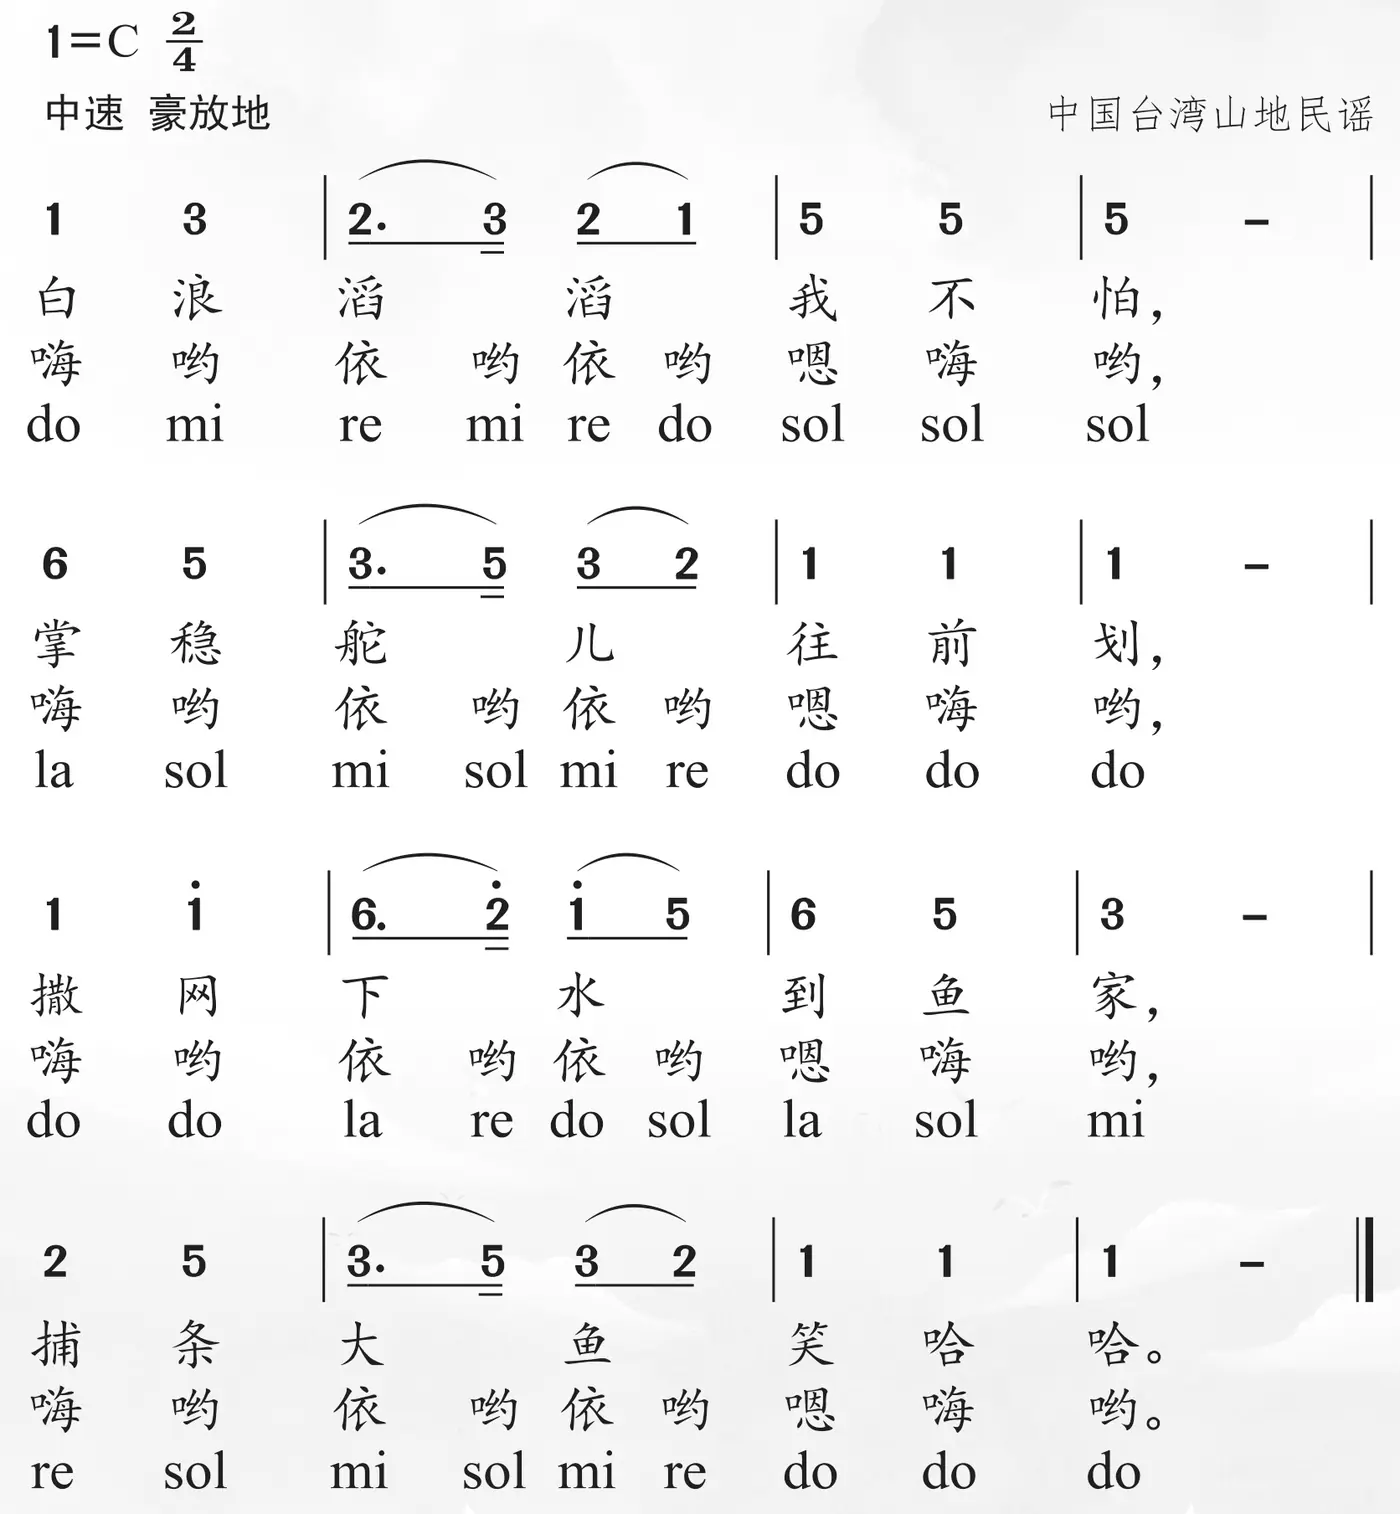 1=C 2/4
中速 豪放地
中国台湾山地民谣
1 3 | 2. 3 2 1 | 5 5 | 5 – |
白 浪 滔 滔 我 不 怕，
嗨 哟 依 哟 依 哟 嗯 嗨 哟，
do mi re mi re do sol sol sol
6 5 | 3. 5 3 2 | 1 1 | 1 – |
掌 稳 舵 儿 往 前 划，
嗨 哟 依 哟 依 哟 嗯 嗨 哟，
la sol mi sol mi re do do do
1 1̇ | 6. 2̇ 1̇ 5 | 6 5 | 3 – |
撒 网 下 水 到 鱼 家，
嗨 哟 依 哟 依 哟 嗯 嗨 哟，
do do la re do sol la sol mi
2 5 | 3. 5 3 2 | 1 1 | 1 – ‖
捕 条 大 鱼 笑 哈 哈。
嗨 哟 依 哟 依 哟 嗯 嗨 哟。
re sol mi sol mi re do do do